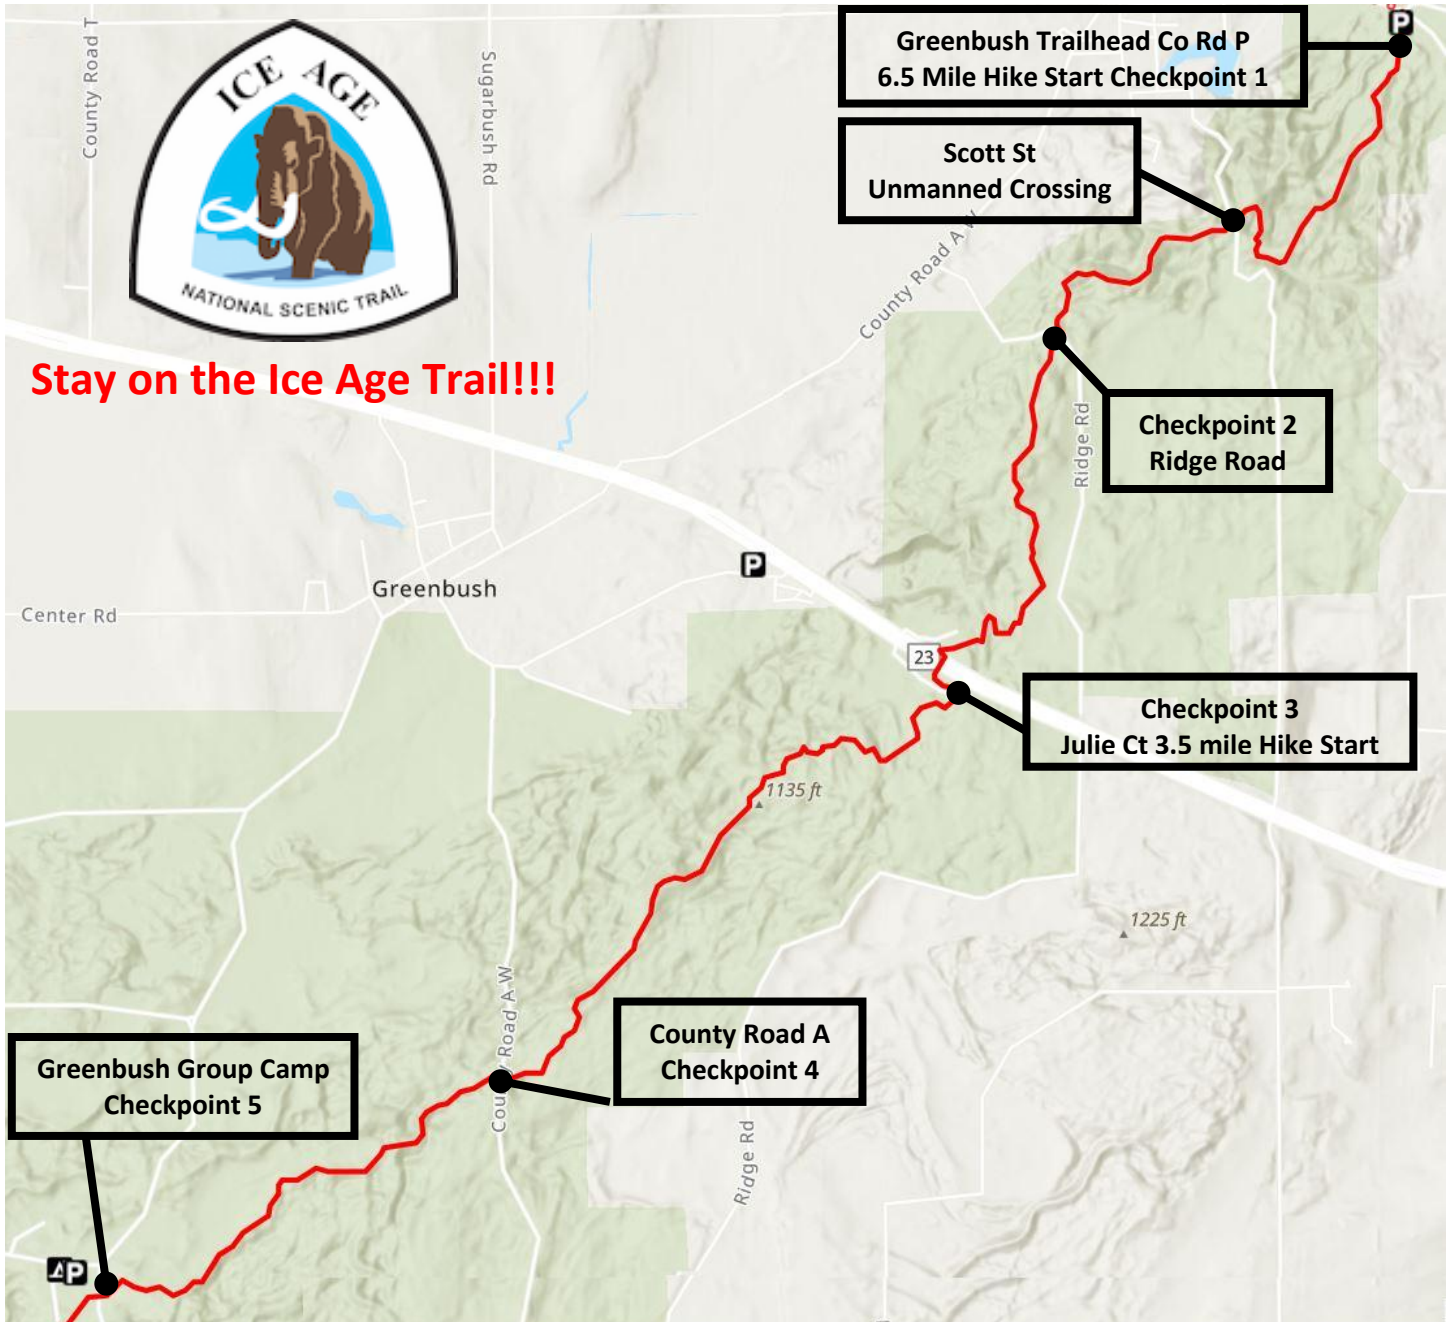 County Road T
Sugarbush Rd
ICE AGE
NATIONAL SCENIC TRAIL
Stay on the Ice Age Trail!!!
P
Greenbush Trailhead Co Rd P
6.5 Mile Hike Start Checkpoint 1
Scott St
Unmanned Crossing
County Road A W
Checkpoint 2
Ridge Road
Ridge Rd
P
Greenbush
Center Rd
23
Checkpoint 3
Julie Ct 3.5 mile Hike Start
1135 ft
1225 ft
County Road A W
County Road A
Checkpoint 4
Greenbush Group Camp
Checkpoint 5
Ridge Rd
P